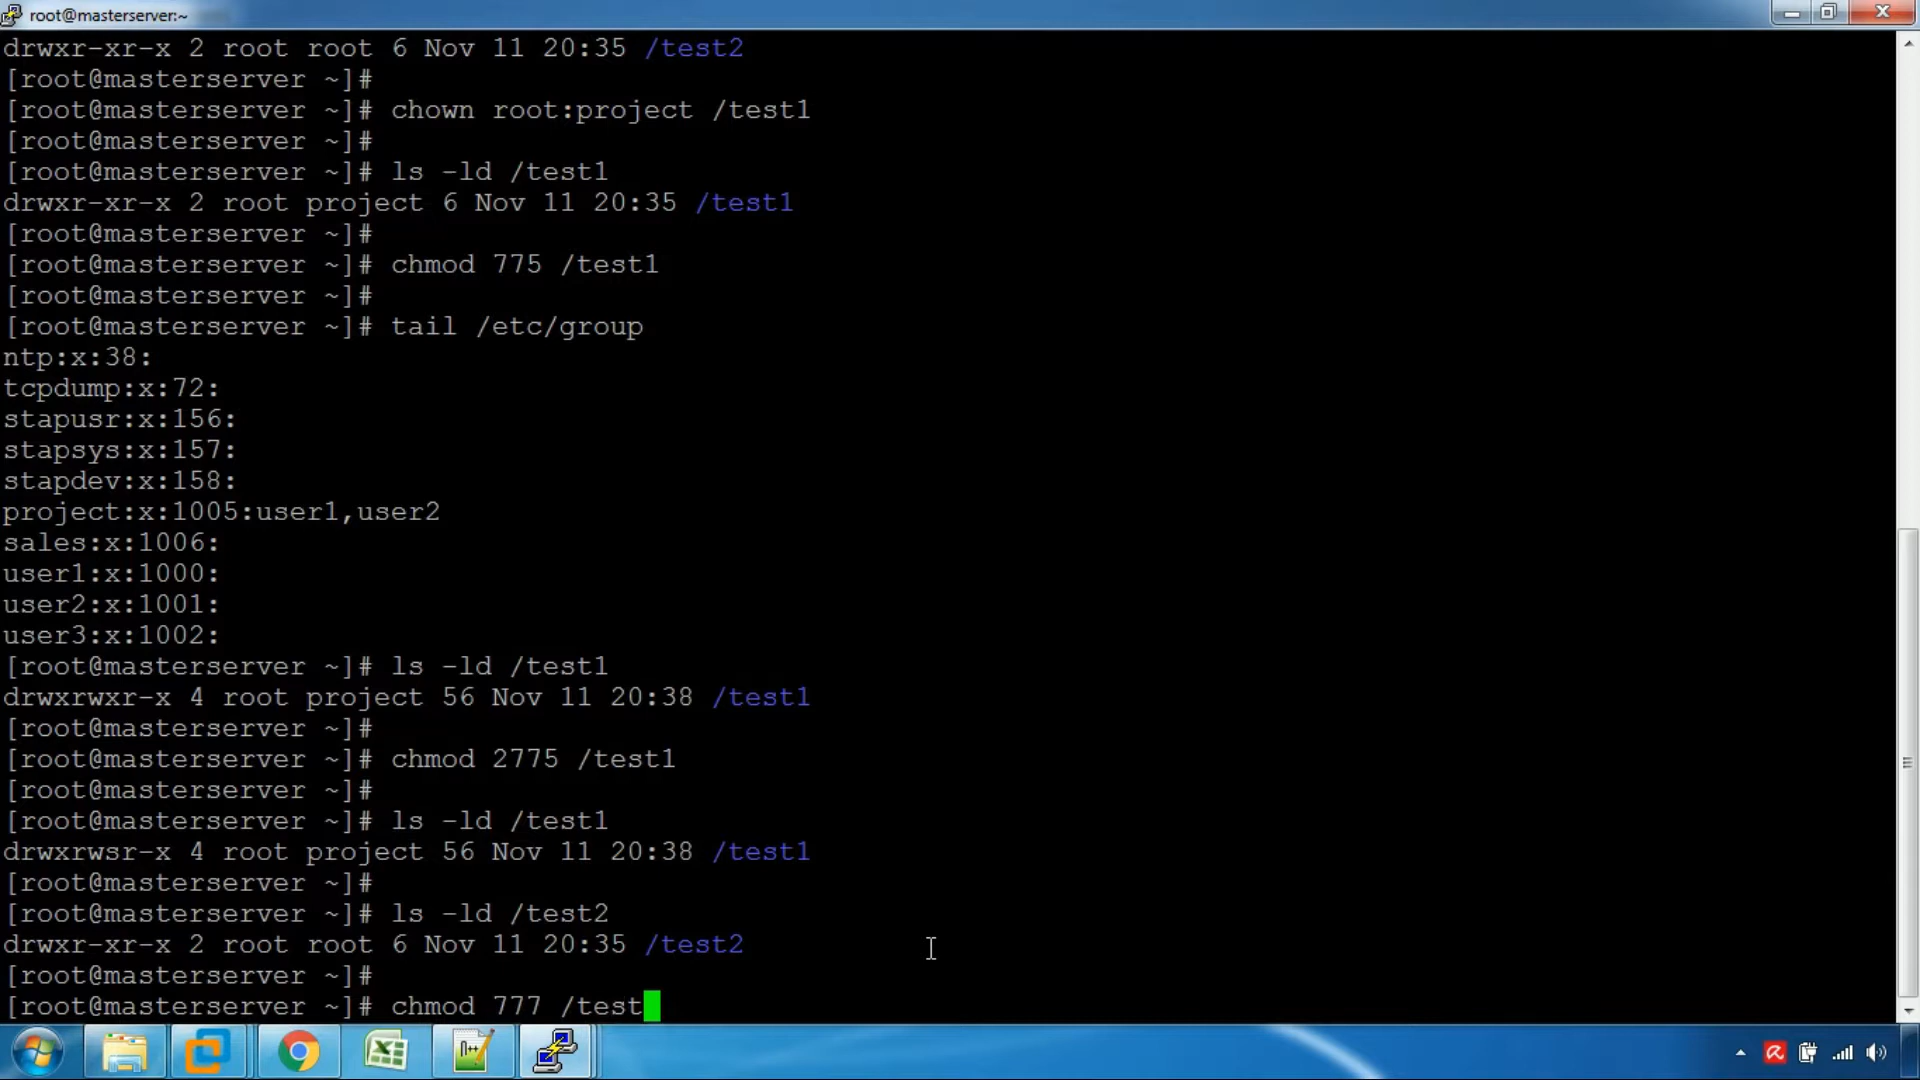 root@masterserver:~
drwxr-xr-x 2 root root 6 Nov 11 20:35 /test2
[root@masterserver ~]#
[root@masterserver ~]# chown root:project /test1
[root@masterserver ~]#
[root@masterserver ~]# ls -ld /test1
drwxr-xr-x 2 root project 6 Nov 11 20:35 /test1
[root@masterserver ~]#
[root@masterserver ~]# chmod 775 /test1
[root@masterserver ~]#
[root@masterserver ~]# tail /etc/group
ntp:x:38:
tcpdump:x:72:
stapusr:x:156:
stapsys:x:157:
stapdev:x:158:
project:x:1005:user1,user2
sales:x:1006:
user1:x:1000:
user2:x:1001:
user3:x:1002:
[root@masterserver ~]# ls -ld /test1
drwxrwxr-x 4 root project 56 Nov 11 20:38 /test1
[root@masterserver ~]#
[root@masterserver ~]# chmod 2775 /test1
[root@masterserver ~]#
[root@masterserver ~]# ls -ld /test1
drwxrwsr-x 4 root project 56 Nov 11 20:38 /test1
[root@masterserver ~]#
[root@masterserver ~]# ls -ld /test2
drwxr-xr-x 2 root root 6 Nov 11 20:35 /test2
[root@masterserver ~]#
[root@masterserver ~]# chmod 777 /test